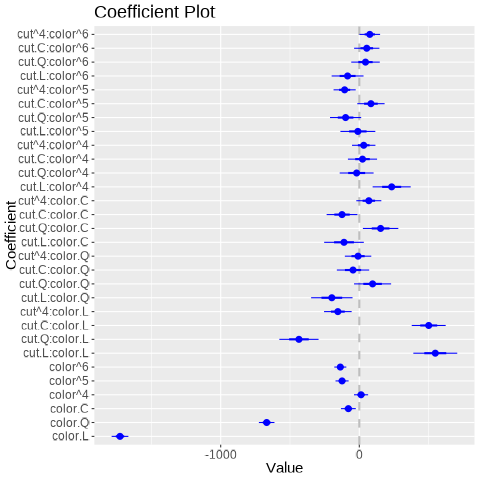 Coefficient Plot
cut^4:color^6
cut.C:color^6
cut.Q:color^6
cut.L:color^6
cut^4:color^5
cut.C:color^5
cut.Q:color^5
cut.L:color^5
cut^4:color^4
cut.C:color^4
cut.Q:color^4
cut.L:color^4
cut^4:color.C
cut.C:color.C
cut.Q:color.C
cut.L:color.C
cut^4:color.Q
cut.C:color.Q
cut.Q:color.Q
cut.L:color.Q
cut^4:color.L
cut.C:color.L
cut.Q:color.L
cut.L:color.L
color^6
color^5
color^4
color.C
color.Q
color.L
Coefficient
-1000
0
Value